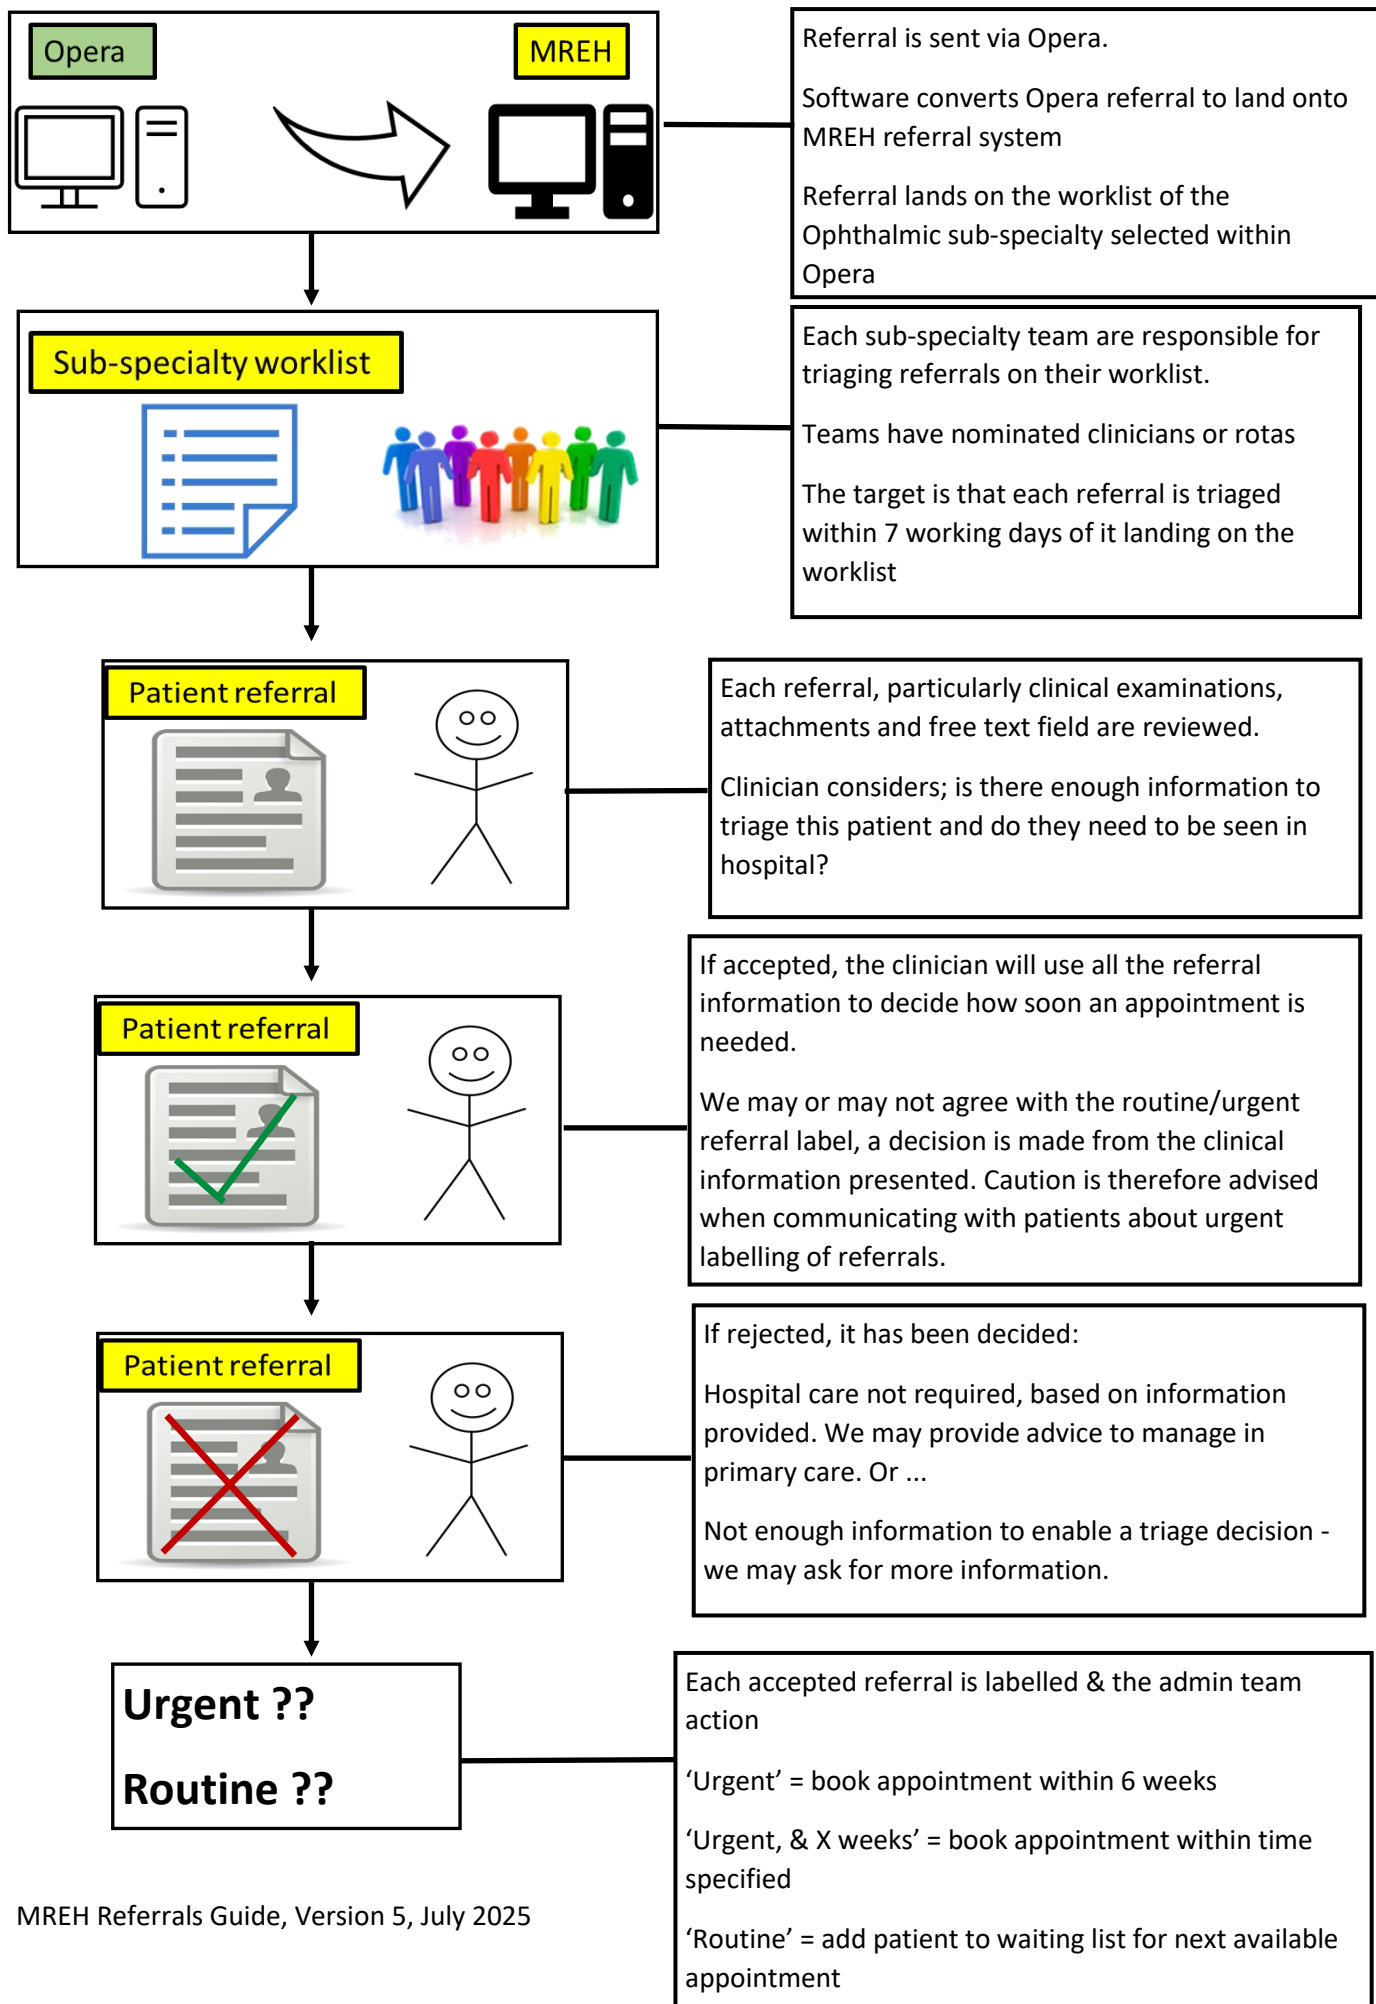 Opera
MREH
Referral is sent via Opera.
Software converts Opera referral to land onto
MREH referral system
Referral lands on the worklist of the
Ophthalmic sub-specialty selected within
Opera
Sub-specialty worklist
Each sub-specialty team are responsible for
triaging referrals on their worklist.
Teams have nominated clinicians or rotas
The target is that each referral is triaged
within 7 working days of it landing on the
worklist
Patient referral
Each referral, particularly clinical examinations,
attachments and free text field are reviewed.
Clinician considers; is there enough information to
triage this patient and do they need to be seen in
hospital?
Patient referral
If accepted, the clinician will use all the referral
information to decide how soon an appointment is
needed.
We may or may not agree with the routine/urgent
referral label, a decision is made from the clinical
information presented. Caution is therefore advised
when communicating with patients about urgent
labelling of referrals.
Patient referral
If rejected, it has been decided:
Hospital care not required, based on information
provided. We may provide advice to manage in
primary care. Or ...
Not enough information to enable a triage decision -
we may ask for more information.
Urgent ??
Routine ??
Each accepted referral is labelled & the admin team
action
‘Urgent’ = book appointment within 6 weeks
‘Urgent, & X weeks’ = book appointment within time
specified
‘Routine’ = add patient to waiting list for next available
appointment
MREH Referrals Guide, Version 5, July 2025